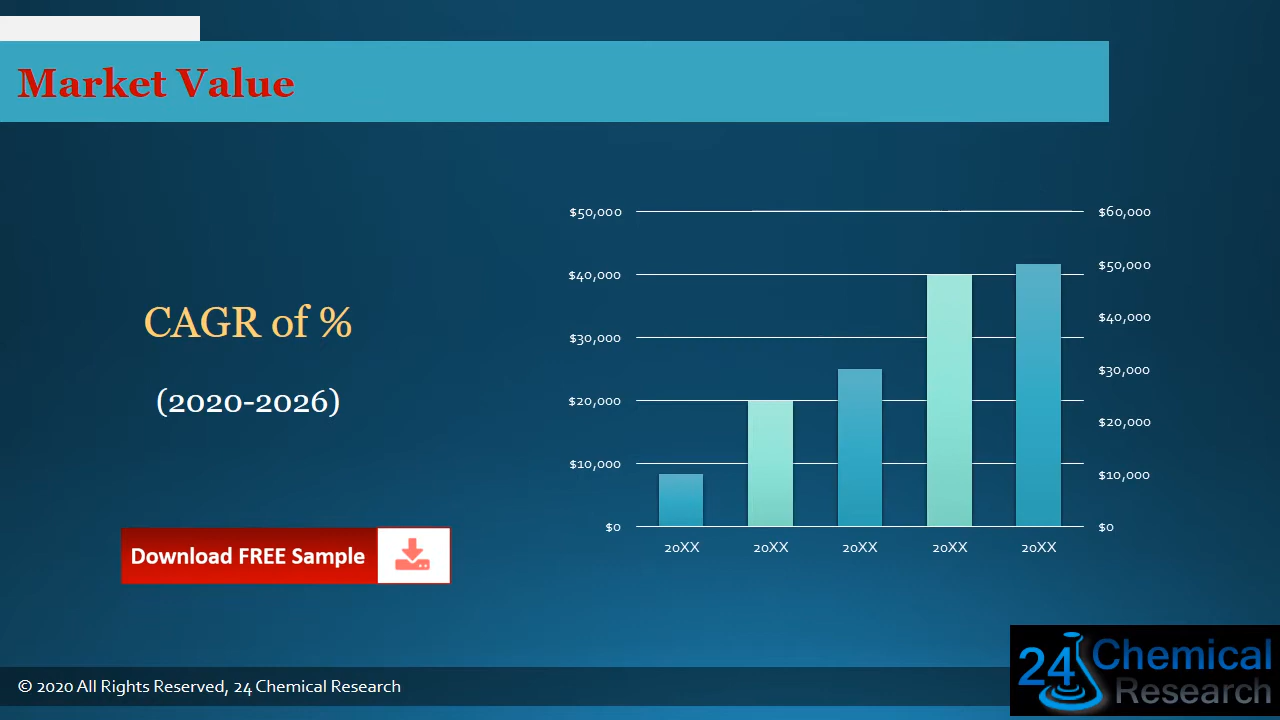 Market Value
CAGR of %
(2020-2026)
Download FREE Sample
$50,000
$40,000
$30,000
$20,000
$10,000
$0
$60,000
$50,000
$40,000
$30,000
$20,000
$10,000
$0
20XX 20XX 20XX 20XX 20XX
© 2020 All Rights Reserved, 24 Chemical Research
24 Chemical
Research